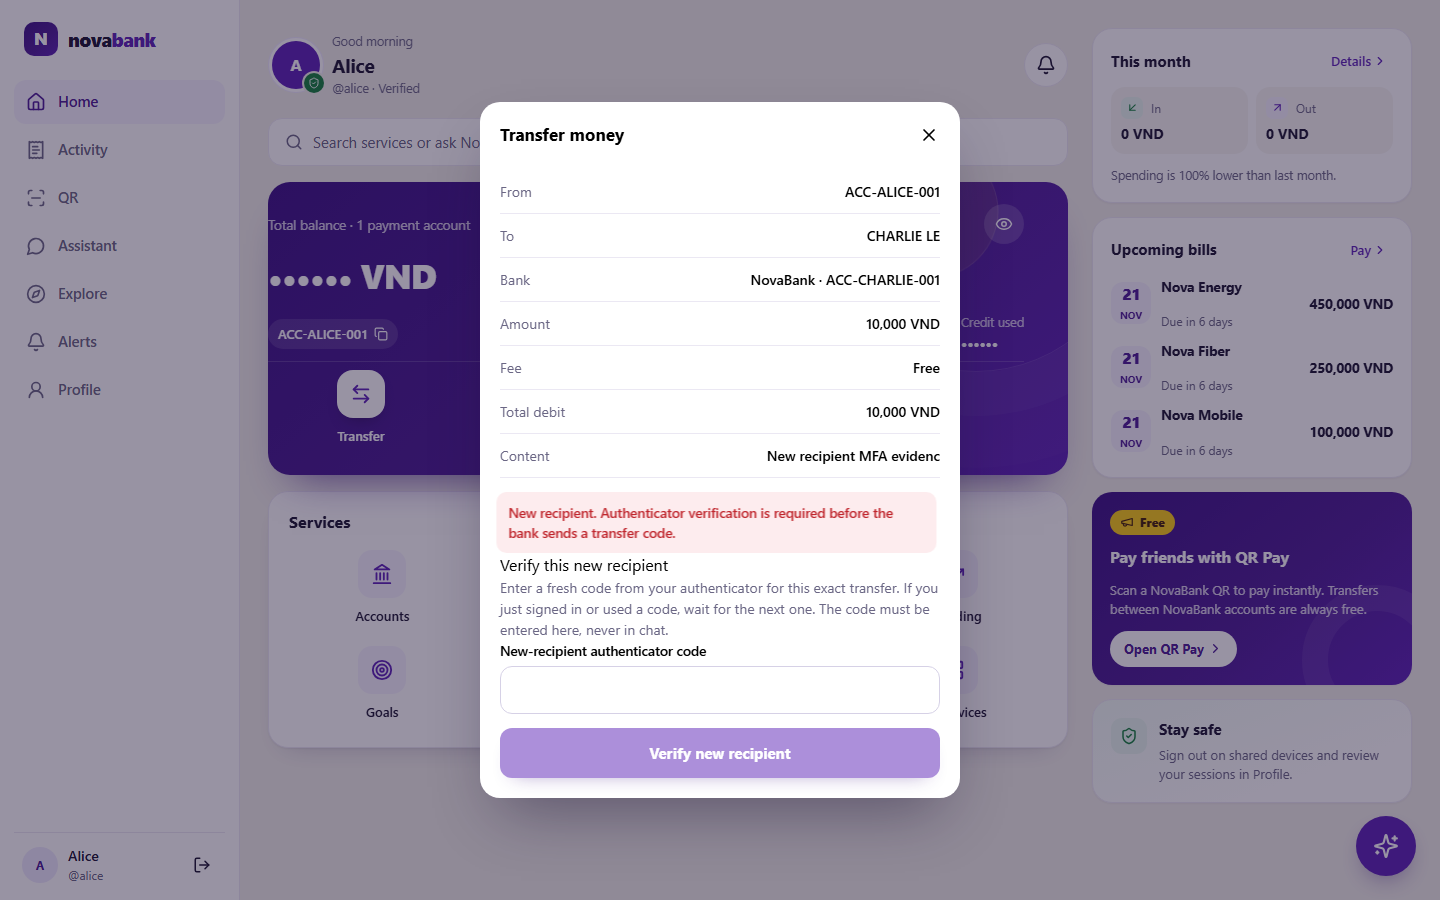 N novabank
Home
Activity
QR
Assistant
Explore
Alerts
Profile
A
Alice
@alice
A
Good morning
Alice
@alice · Verified
Search services or ask
Total balance · 1 payment account
•••••• VND
ACC-ALICE-001
Credit used
••••••
Transfer
Services
Accounts
Goals
Transfer money
From ACC-ALICE-001
To CHARLIE LE
Bank NovaBank · ACC-CHARLIE-001
Amount 10,000 VND
Fee Free
Total debit 10,000 VND
Content New recipient MFA evidenc
New recipient. Authenticator verification is required before the
bank sends a transfer code.
Verify this new recipient
Enter a fresh code from your authenticator for this exact transfer. If you
just signed in or used a code, wait for the next one. The code must be
entered here, never in chat.
New-recipient authenticator code
Verify new recipient
This month Details
In Out
0 VND 0 VND
Spending is 100% lower than last month.
Upcoming bills Pay
21 NOV Nova Energy 450,000 VND
Due in 6 days
21 NOV Nova Fiber 250,000 VND
Due in 6 days
21 NOV Nova Mobile 100,000 VND
Due in 6 days
Free
Pay friends with QR Pay
Scan a NovaBank QR to pay instantly. Transfers
between NovaBank accounts are always free.
Open QR Pay
Stay safe
Sign out on shared devices and review
your sessions in Profile.